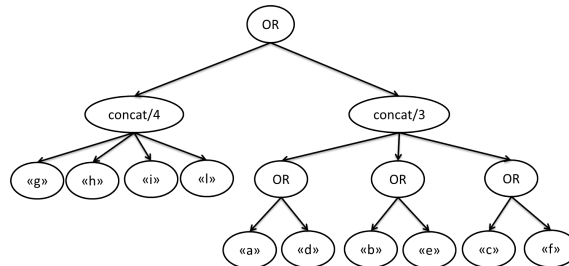 OR
concat/4 concat/3
«g» «h» «i» «l» OR OR OR
«a» «d» «b» «e» «c» «f»